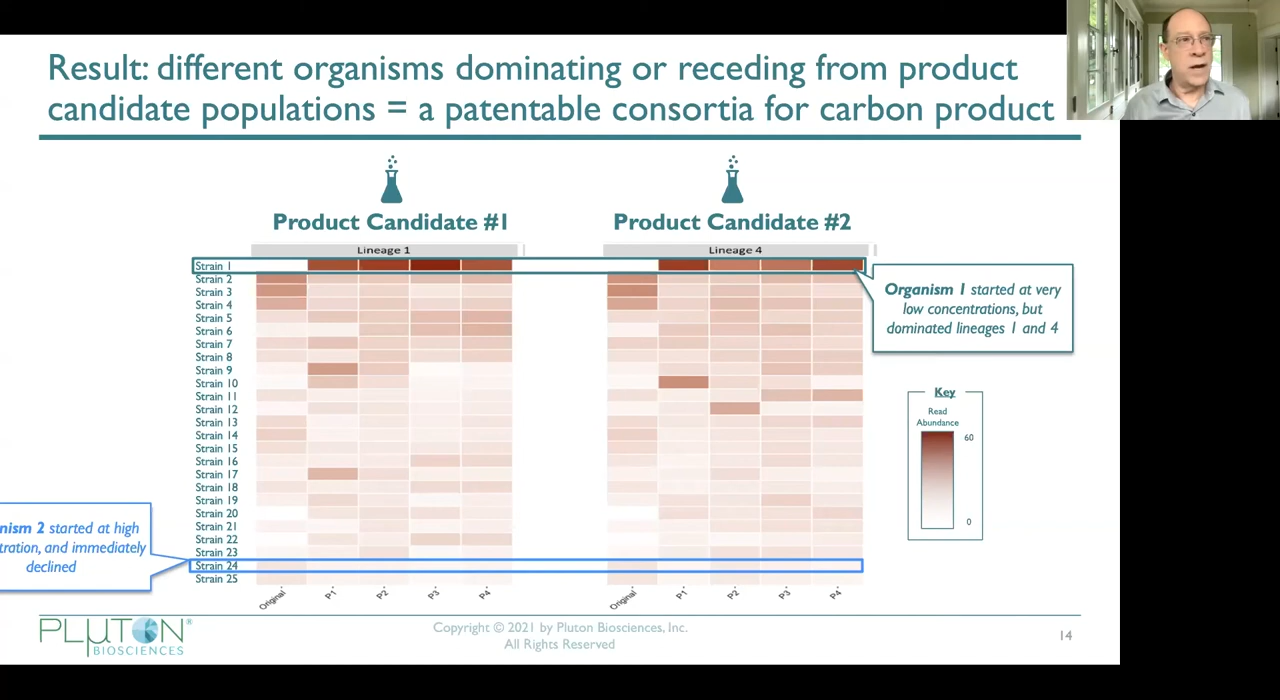 Result: different organisms dominating or receding from product
candidate populations = a patentable consortia for carbon product
Product Candidate #1
Product Candidate #2
Lineage 1
Lineage 4
Strain 1
Strain 2
Strain 3
Strain 4
Strain 5
Strain 6
Strain 7
Strain 8
Strain 9
Strain 10
Strain 11
Strain 12
Strain 13
Strain 14
Strain 15
Strain 16
Strain 17
Strain 18
Strain 19
Strain 20
Strain 21
Strain 22
Strain 23
Strain 24
Strain 25
Organism 1 started at very
low concentrations, but
dominated lineages 1 and 4
Key
Read
Abundance
60
0
nism 2 started at high
tration, and immediately
declined
Original
P1
P2
P3
P4
Original
P1
P2
P3
P4
PLUTON®
BIOSCIENCES
Copyright © 2021 by Pluton Biosciences, Inc.
All Rights Reserved
14